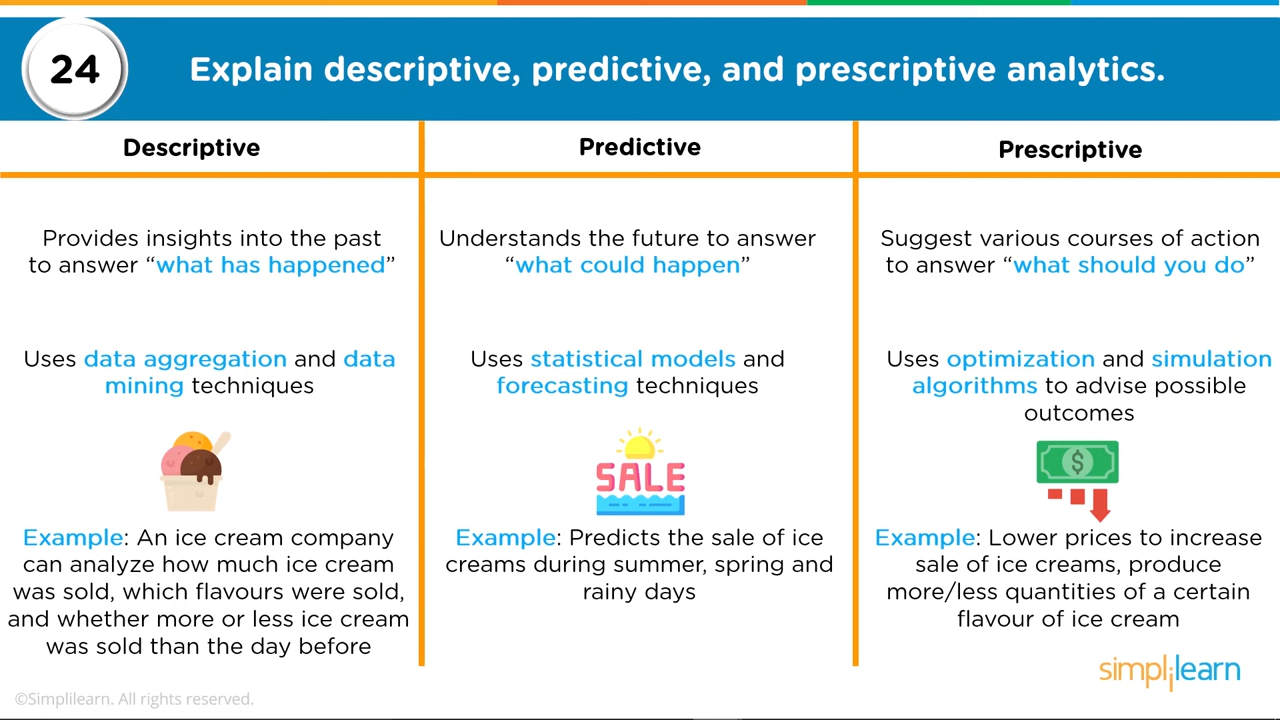 24
Explain descriptive, predictive, and prescriptive analytics.
Descriptive
Provides insights into the past
to answer “what has happened”
Uses data aggregation and data
mining techniques
Example: An ice cream company
can analyze how much ice cream
was sold, which flavours were sold,
and whether more or less ice cream
was sold than the day before
Predictive
Understands the future to answer
“what could happen”
Uses statistical models and
forecasting techniques
SALE
Example: Predicts the sale of ice
creams during summer, spring and
rainy days
Prescriptive
Suggest various courses of action
to answer “what should you do”
Uses optimization and simulation
algorithms to advise possible
outcomes
$
Example: Lower prices to increase
sale of ice creams, produce
more/less quantities of a certain
flavour of ice cream
simplilearn
©Simplilearn. All rights reserved.